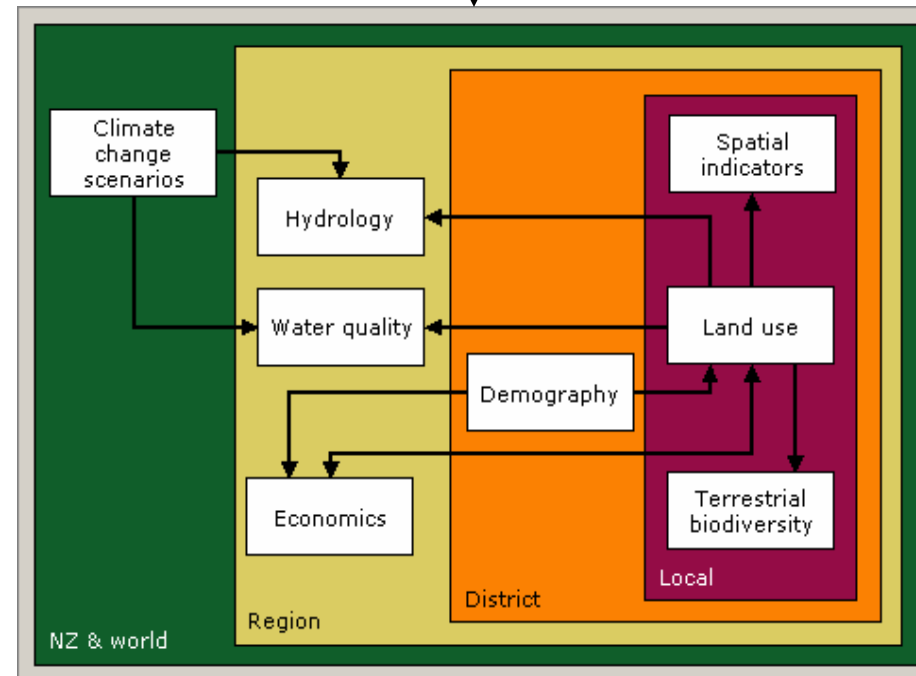 Climate
change
scenarios
Spatial
indicators
Hydrology
Water quality
Land use
Demography
Economics
Terrestrial
biodiversity
Local
District
Region
NZ & world